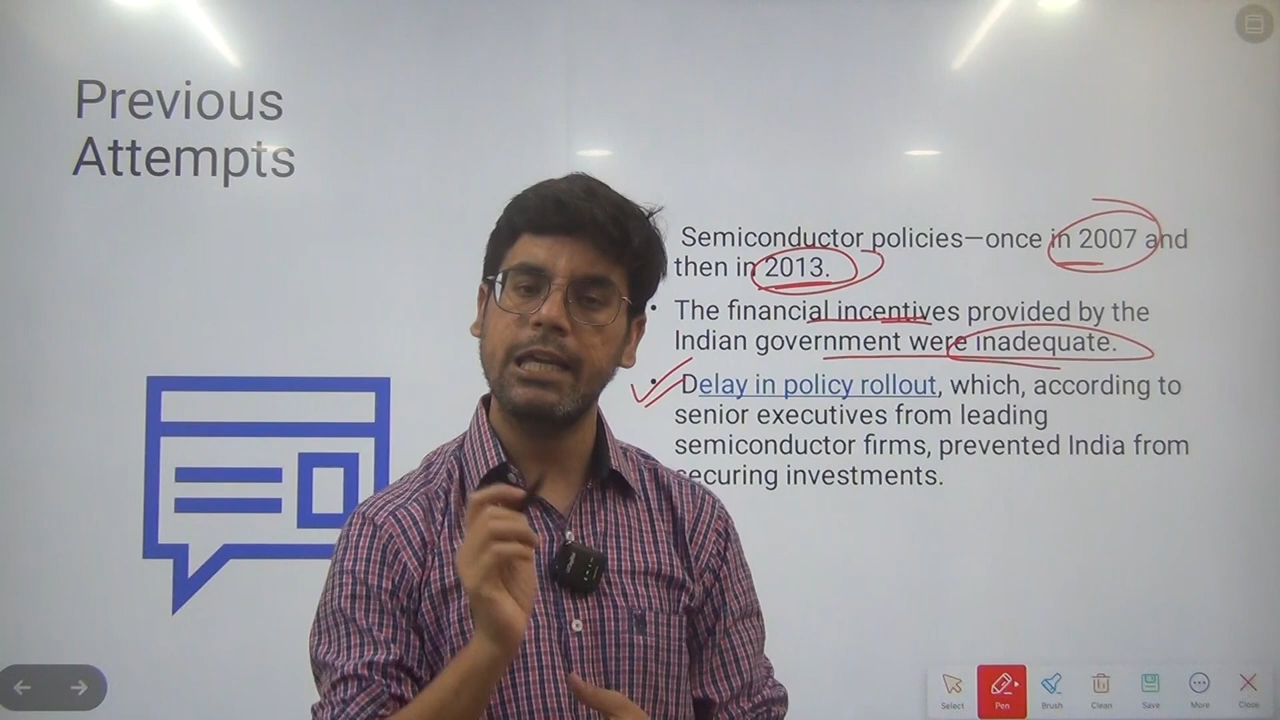 Previous
Attempts
Semiconductor policies—once in 2007 and
then in 2013.
• The financial incentives provided by the
Indian government were inadequate.
• Delay in policy rollout, which, according to
senior executives from leading
semiconductor firms, prevented India from
securing investments.
Select Pen Brush Clean Save More Close